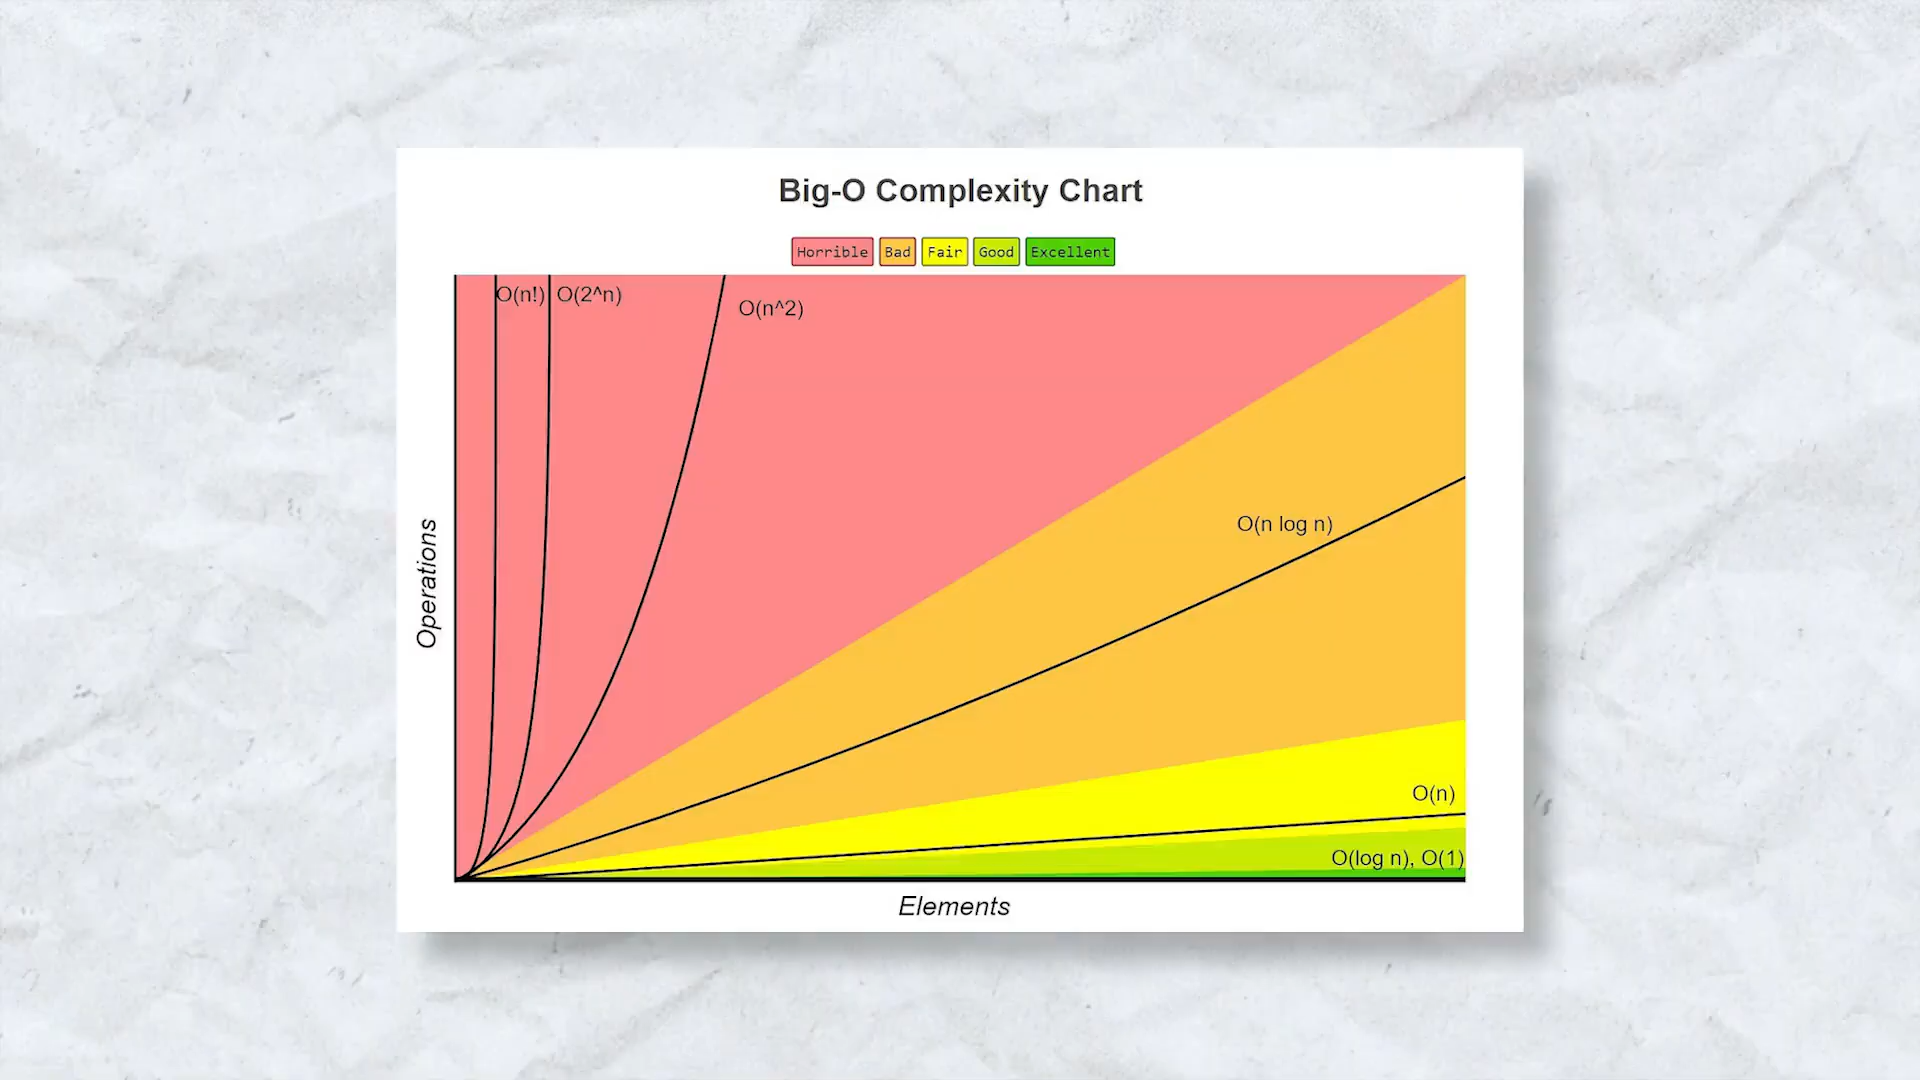 Big-O Complexity Chart
Horrible Bad Fair Good Excellent
O(n!) O(2^n)
O(n^2)
O(n log n)
O(n)
O(log n), O(1)
Operations
Elements